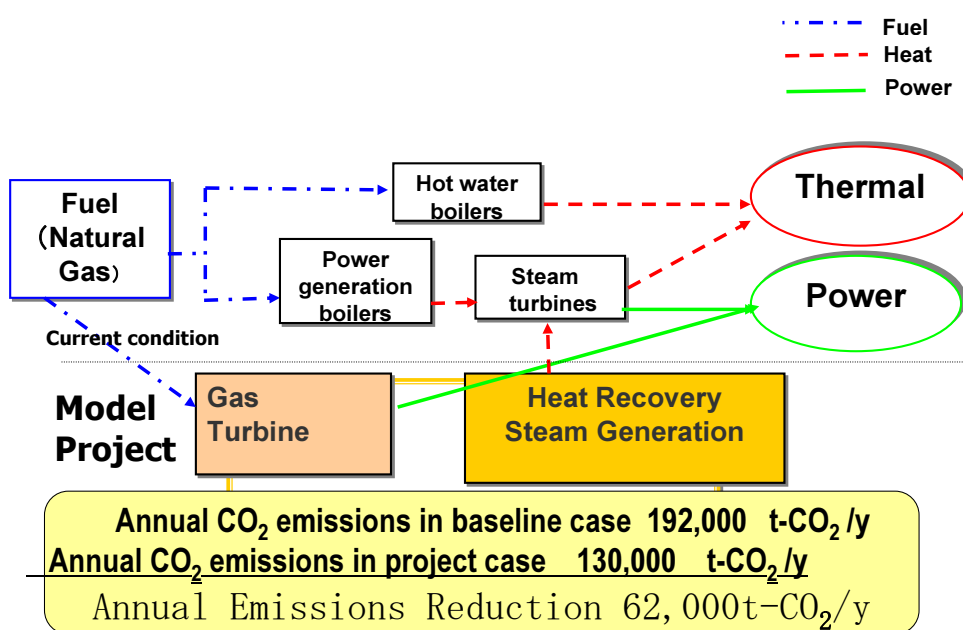 Fuel
Heat
Power
Hot water
boilers
Thermal
Fuel
（Natural
Gas）
Power
generation
boilers
Steam
turbines
Power
Current condition
Model
Project
Gas
Turbine
Heat Recovery
Steam Generation
Annual CO₂ emissions in baseline case 192,000 t-CO₂ /y
Annual CO₂ emissions in project case 130,000 t-CO₂ /y
Annual Emissions Reduction 62,000t-CO₂/y